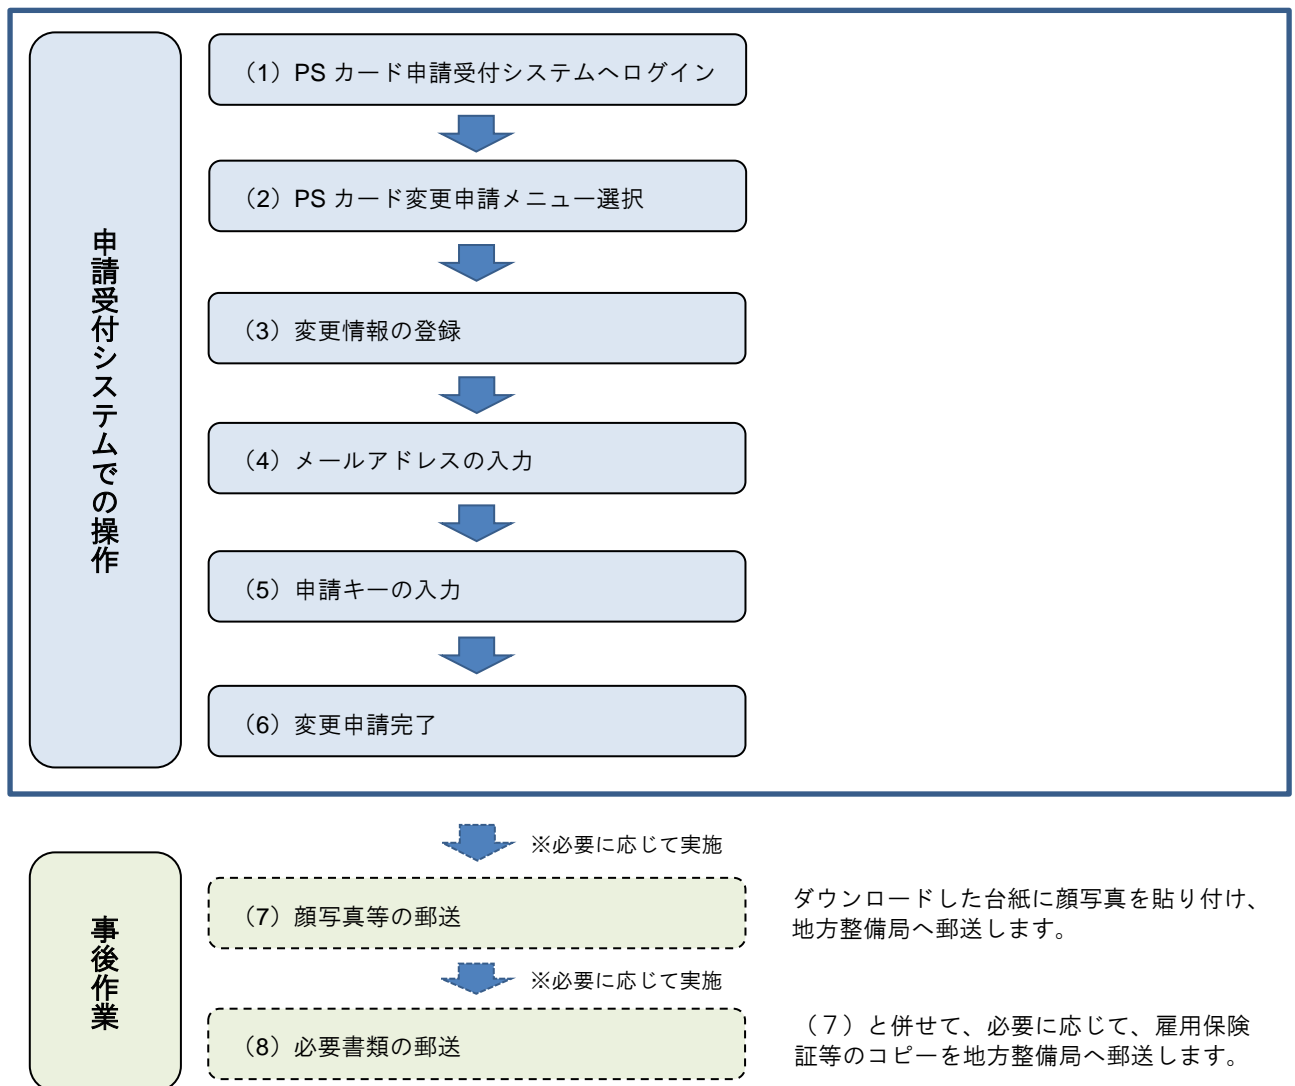 申請受付システムでの操作
（1）PS カード申請受付システムへログイン
（2）PS カード変更申請メニュー選択
（3）変更情報の登録
（4）メールアドレスの入力
（5）申請キーの入力
（6）変更申請完了
※必要に応じて実施
事後作業
（7）顔写真等の郵送
ダウンロードした台紙に顔写真を貼り付け、
地方整備局へ郵送します。
※必要に応じて実施
（8）必要書類の郵送
（７）と併せて、必要に応じて、雇用保険
証等のコピーを地方整備局へ郵送します。